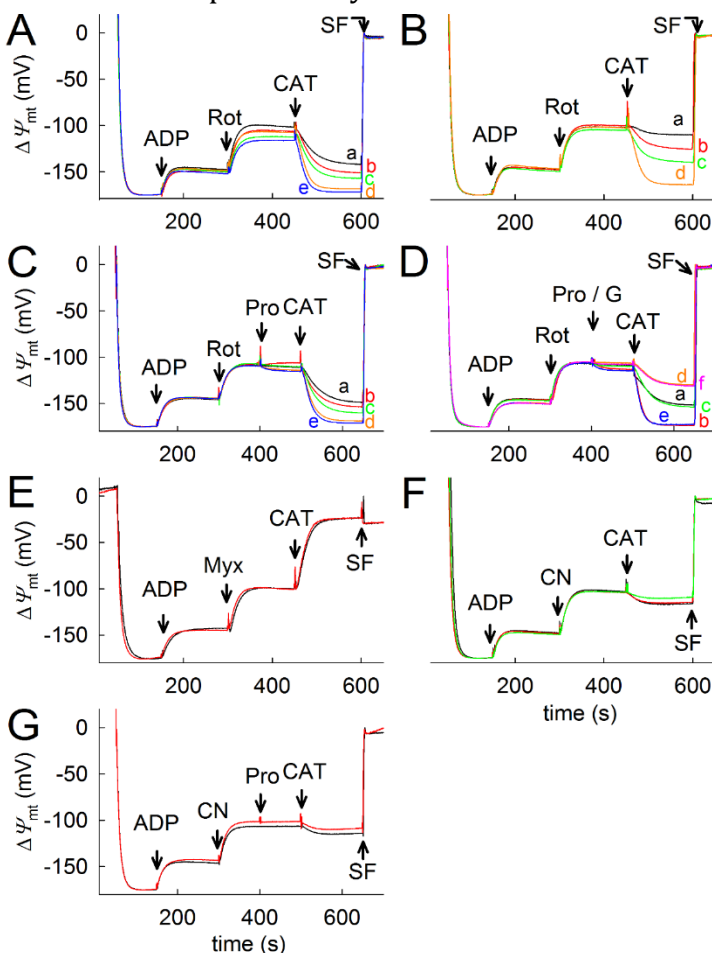 A
SF
CAT
Rot
ADP
a
b
c
d
e
ΔΨmt (mV)
0
-50
-100
-150
200 400 600
B
SF
CAT
Rot
ADP
a
b
c
d
200 400 600
C
SF
Pro CAT
Rot
ADP
a
b
c
d
e
ΔΨmt (mV)
0
-50
-100
-150
200 400 600
D
SF
Pro / G
CAT
Rot
ADP
d
f
a
c
e
b
200 400 600
E
CAT
Myx
ADP
SF
ΔΨmt (mV)
0
-50
-100
-150
200 400 600
F
CAT
CN
ADP
SF
200 400 600
time (s)
G
Pro CAT
CN
ADP
SF
ΔΨmt (mV)
0
-50
-100
-150
200 400 600
time (s)